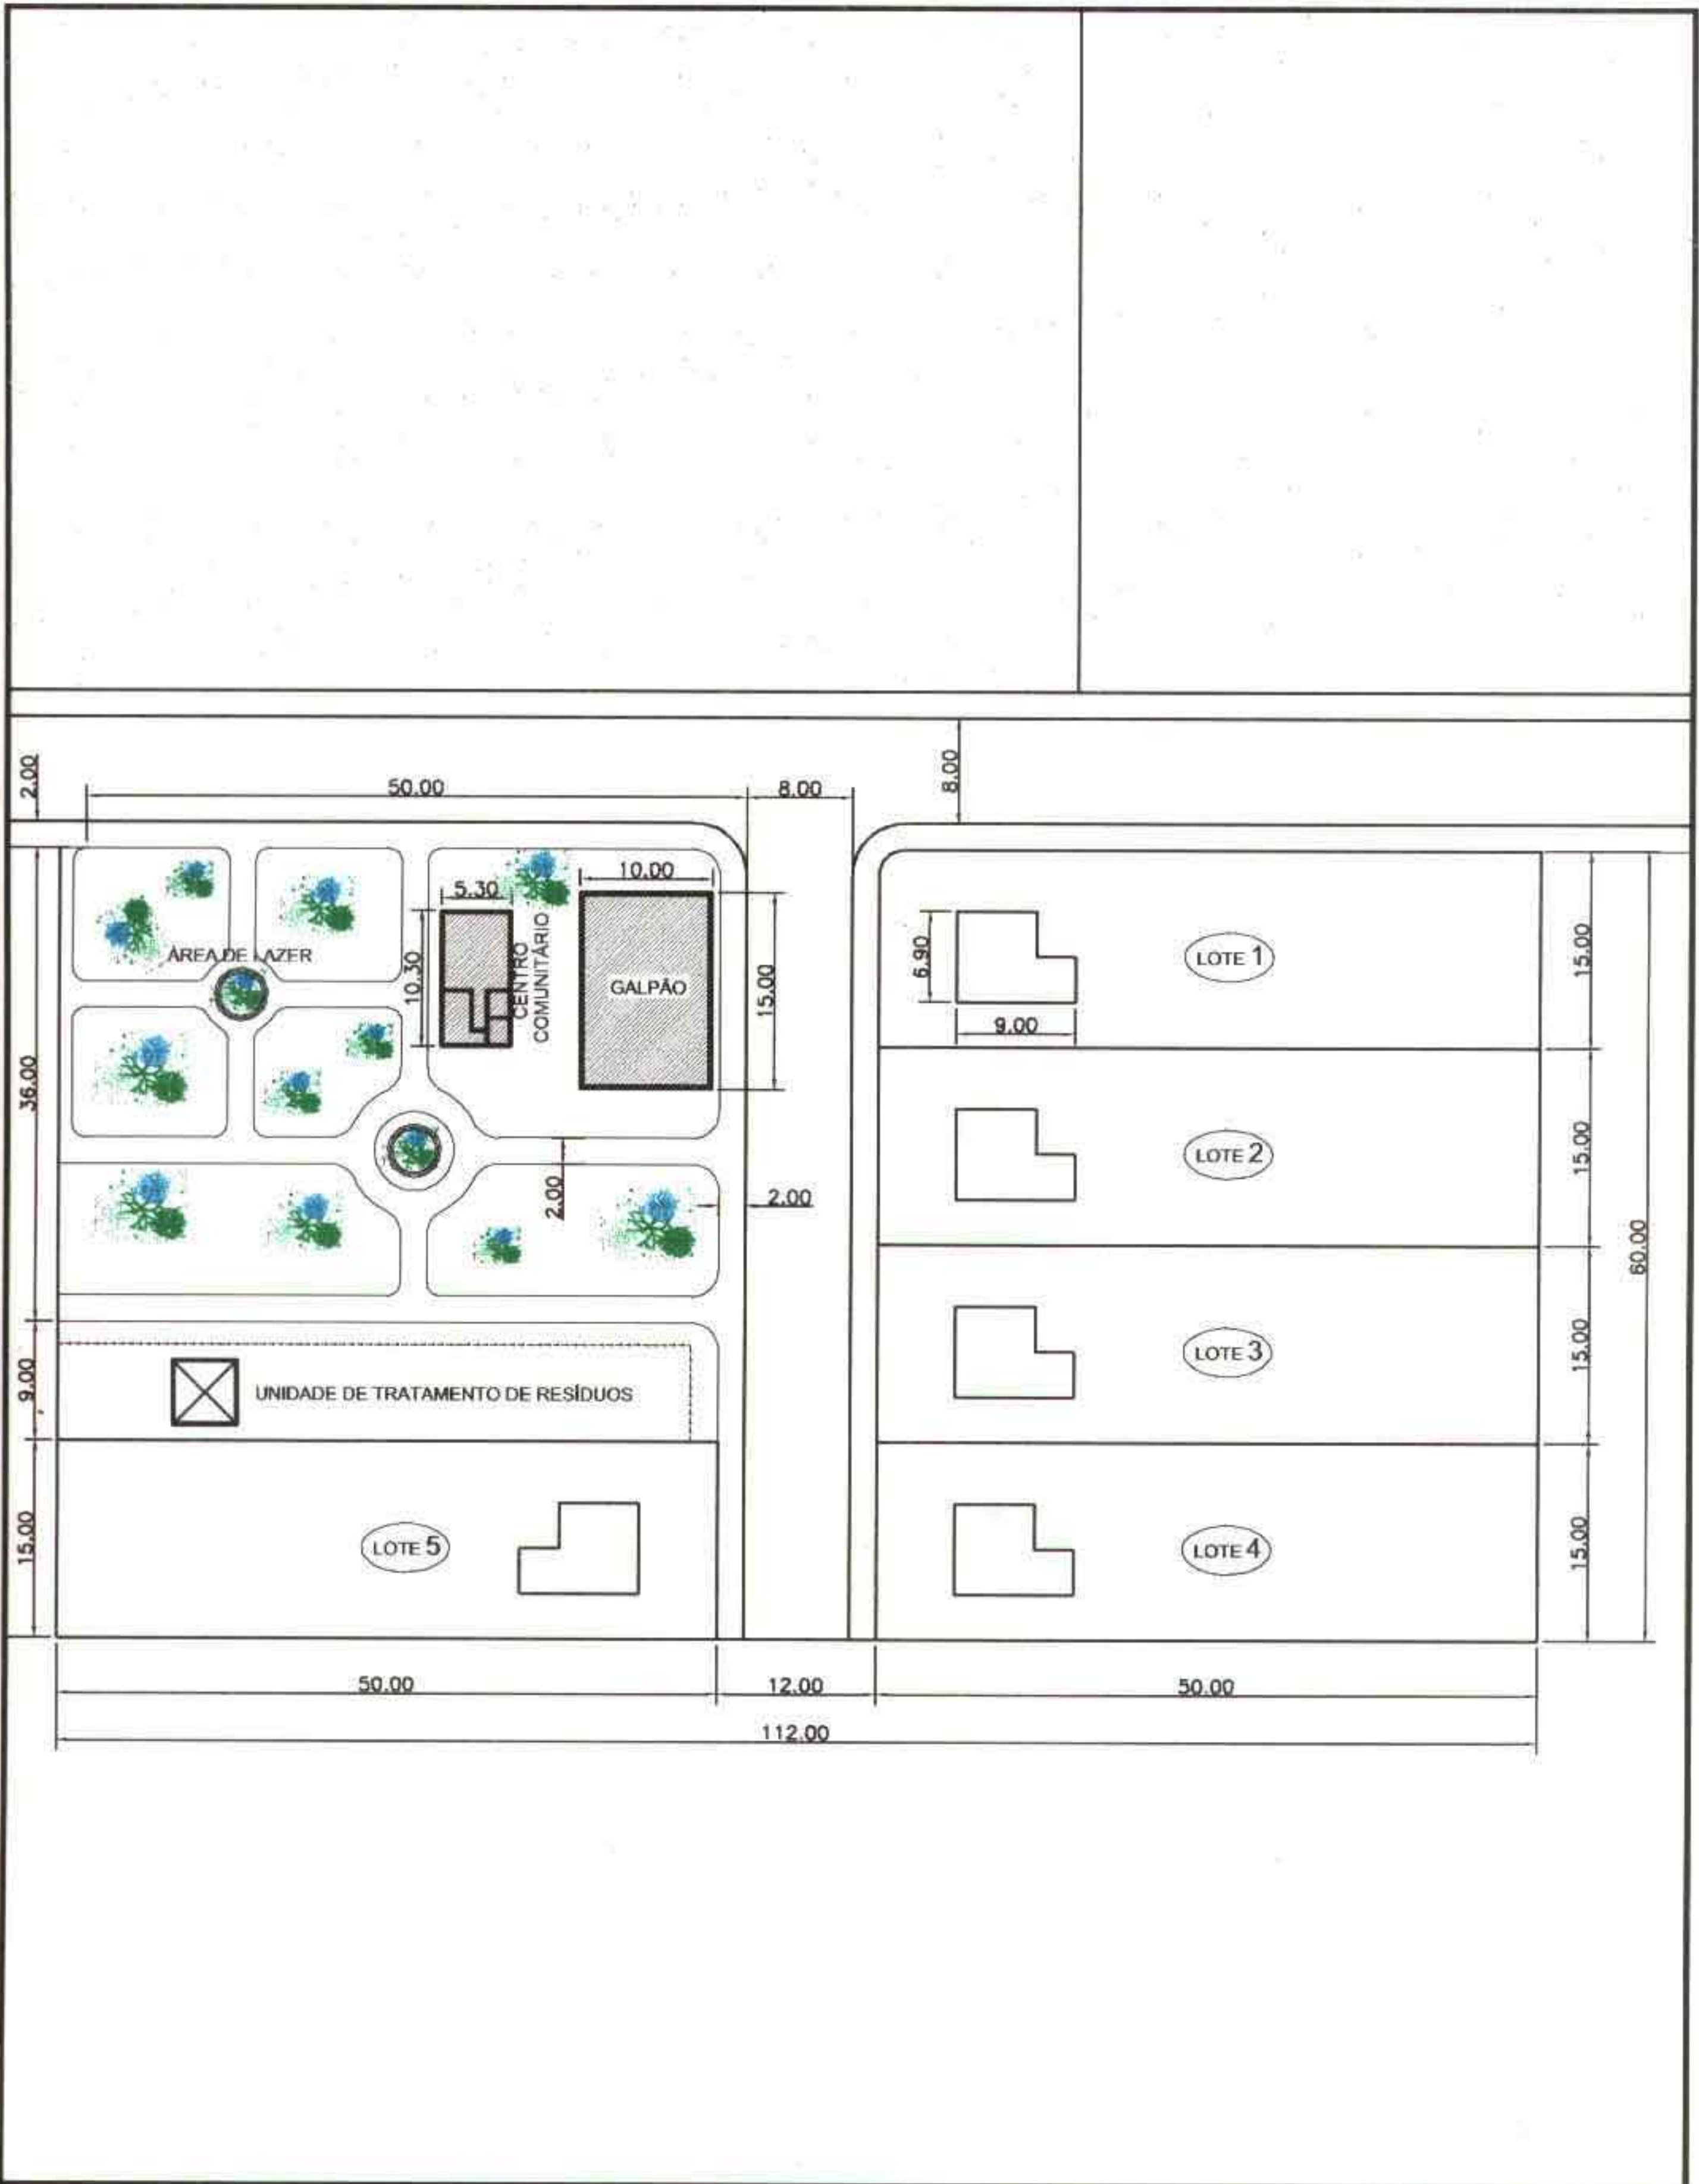 2.00
50.00
8.00
8.00
10.00
5.30
ÁREA DE LAZER
10.30
CENTRO
COMUNITÁRIO
GALPÃO
15.00
6.90
9.00
LOTE 1
15.00
36.00
2.00
2.00
LOTE 2
15.00
60.00
LOTE 3
15.00
9.00
UNIDADE DE TRATAMENTO DE RESÍDUOS
15.00
LOTE 5
LOTE 4
15.00
50.00
12.00
50.00
112.00